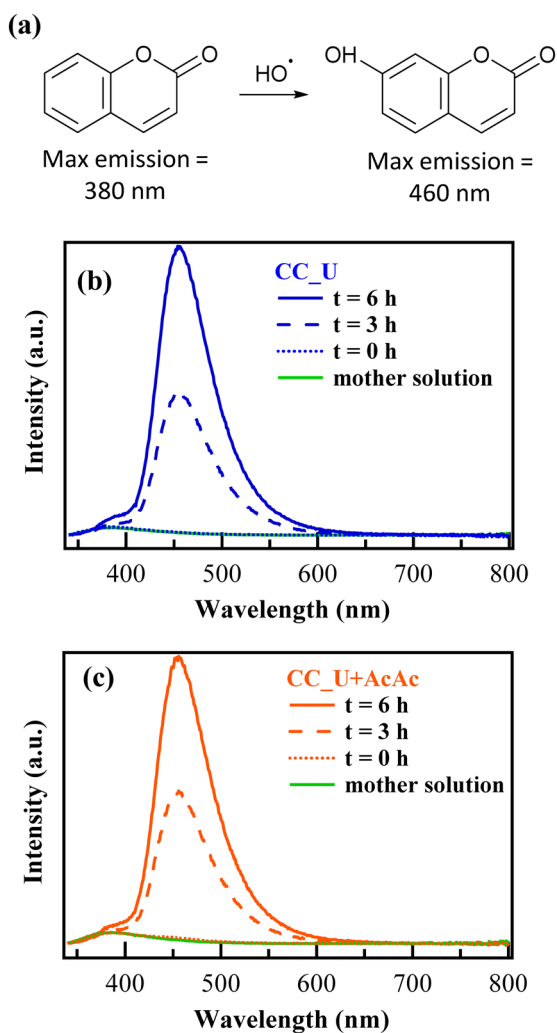 (a)
O
O
HO•
OH
O
O
Max emission =
380 nm
Max emission =
460 nm
(b)
CC_U
t = 6 h
t = 3 h
t = 0 h
mother solution
Intensity (a.u.)
400 500 600 700 800
Wavelength (nm)
(c)
CC_U+AcAc
t = 6 h
t = 3 h
t = 0 h
mother solution
Intensity (a.u.)
400 500 600 700 800
Wavelength (nm)